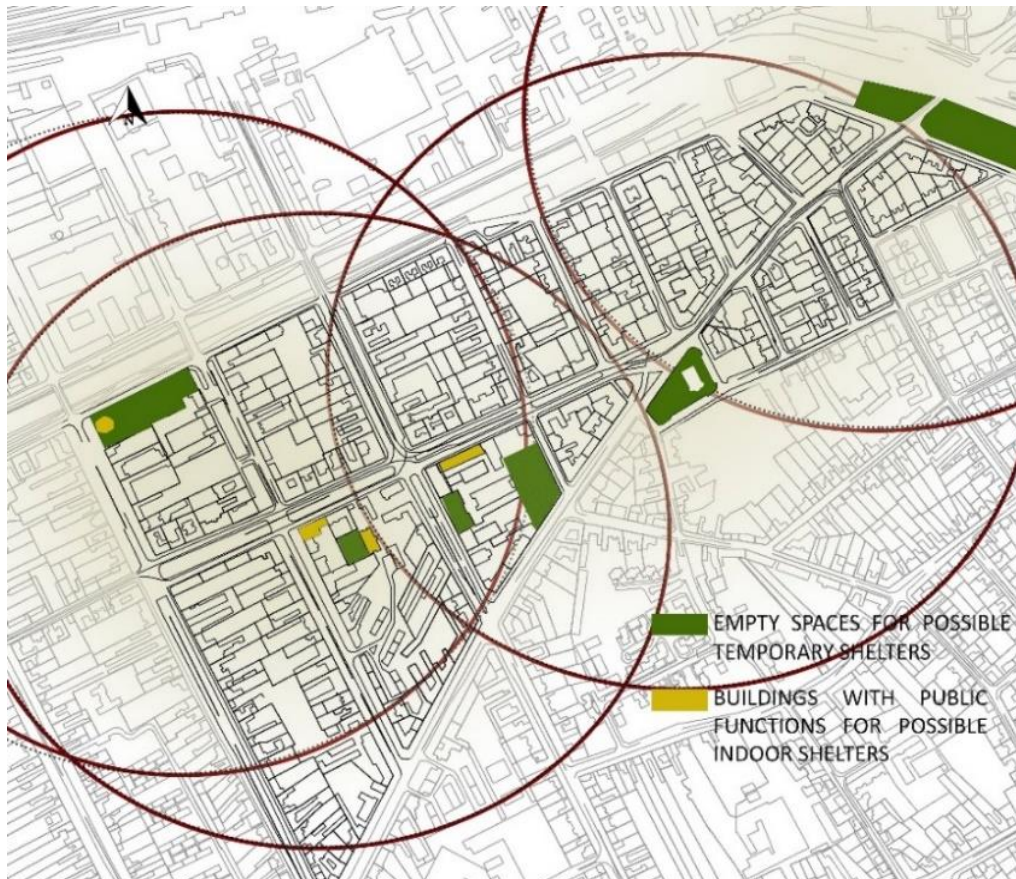 EMPTY SPACES FOR POSSIBLE
TEMPORARY SHELTERS
BUILDINGS WITH PUBLIC
FUNCTIONS FOR POSSIBLE
INDOOR SHELTERS